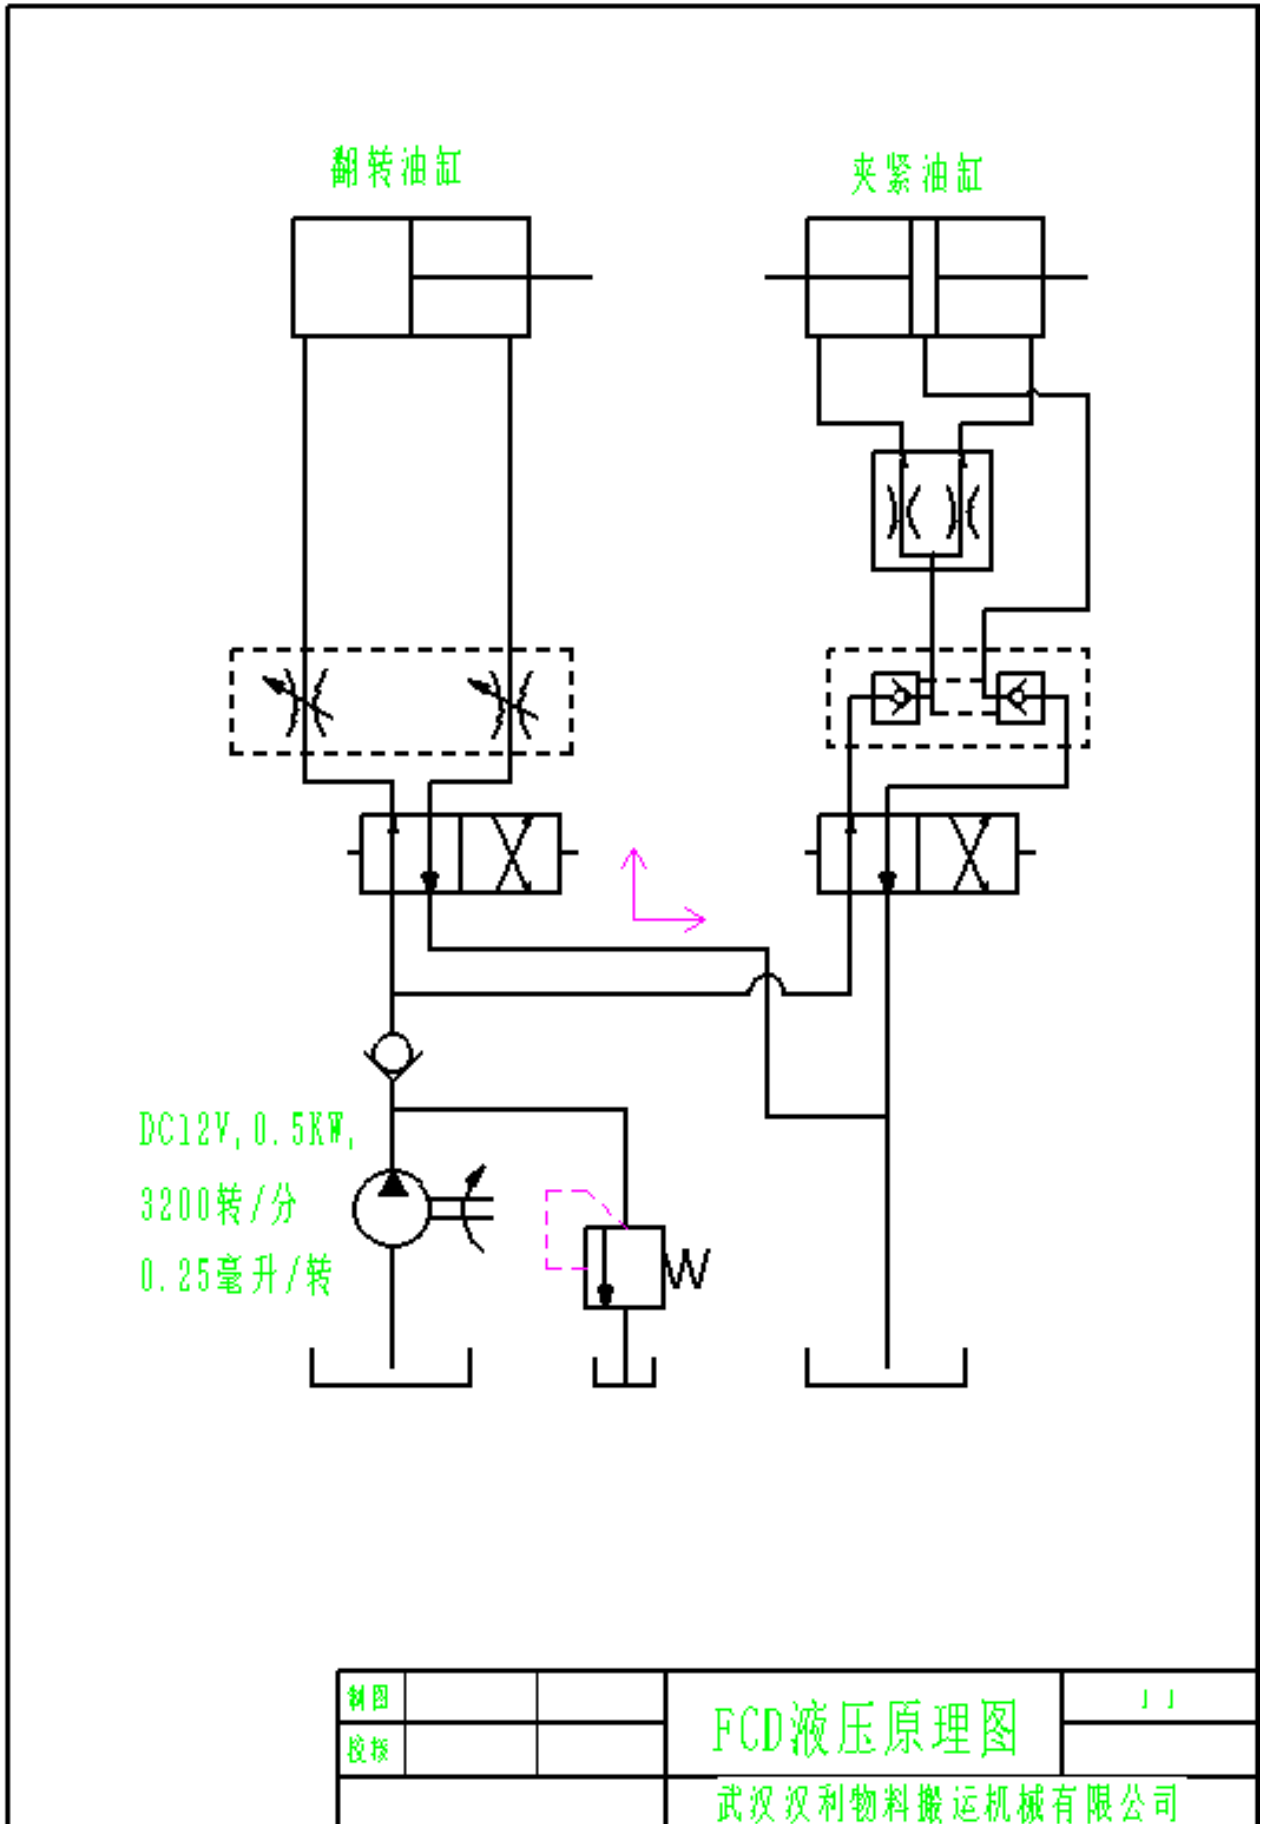 翻转油缸
夹紧油缸
DC12V,0.5KW,
3200转/分
0.25毫升/转
制图
FCD液压原理图
校核
武汉汉利物料搬运机械有限公司